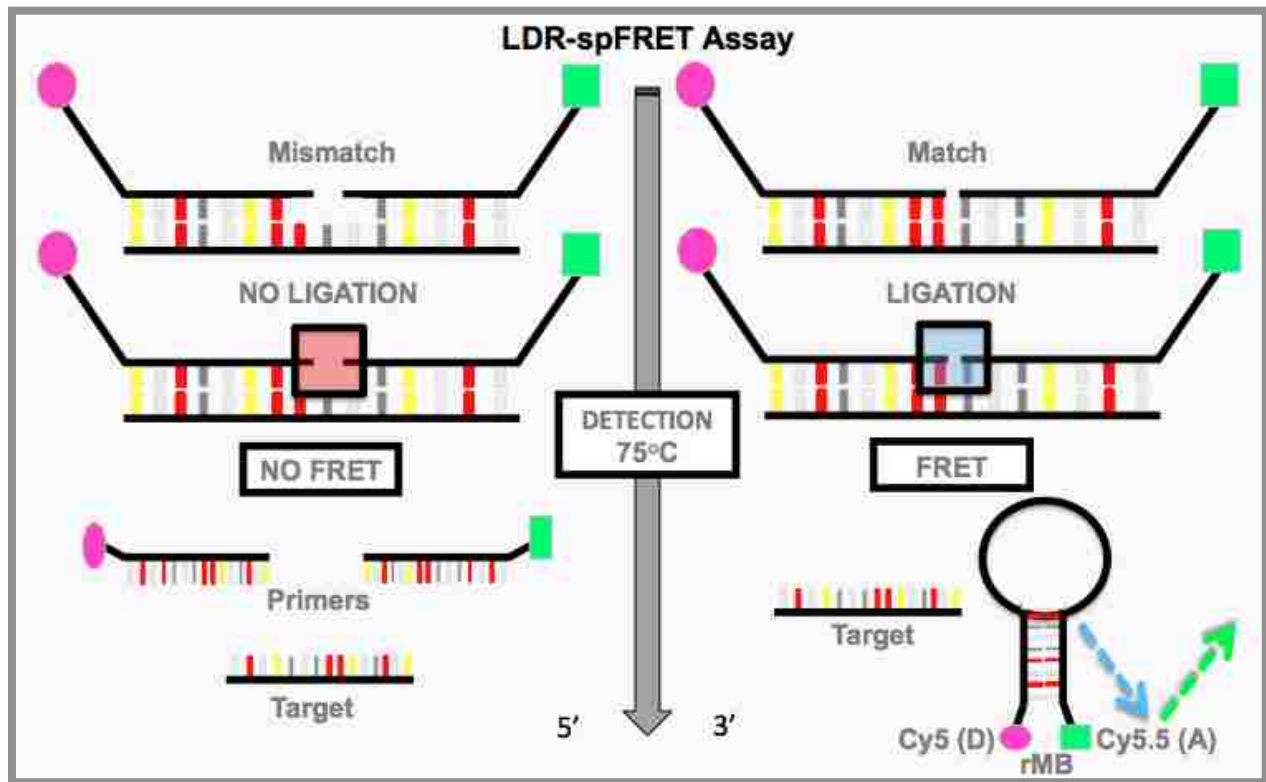 LDR-spFRET Assay
Mismatch
Match
NO LIGATION
LIGATION
DETECTION
75°C
NO FRET
FRET
Primers
Target
Target
5′
3′
Cy5 (D)
Cy5.5 (A)
rMB